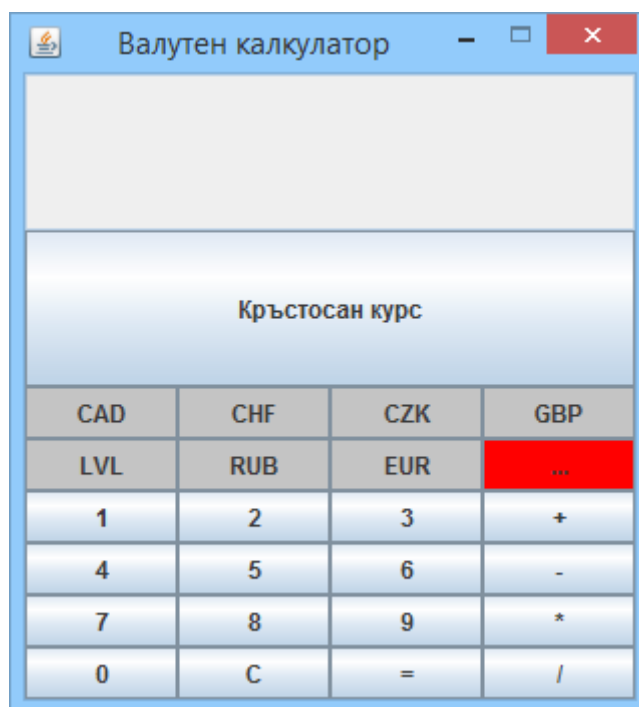 Валутен калкулатор
Кръстосан курс
CAD CHF CZK GBP
LVL RUB EUR ...
1 2 3 +
4 5 6 -
7 8 9 *
0 C = /